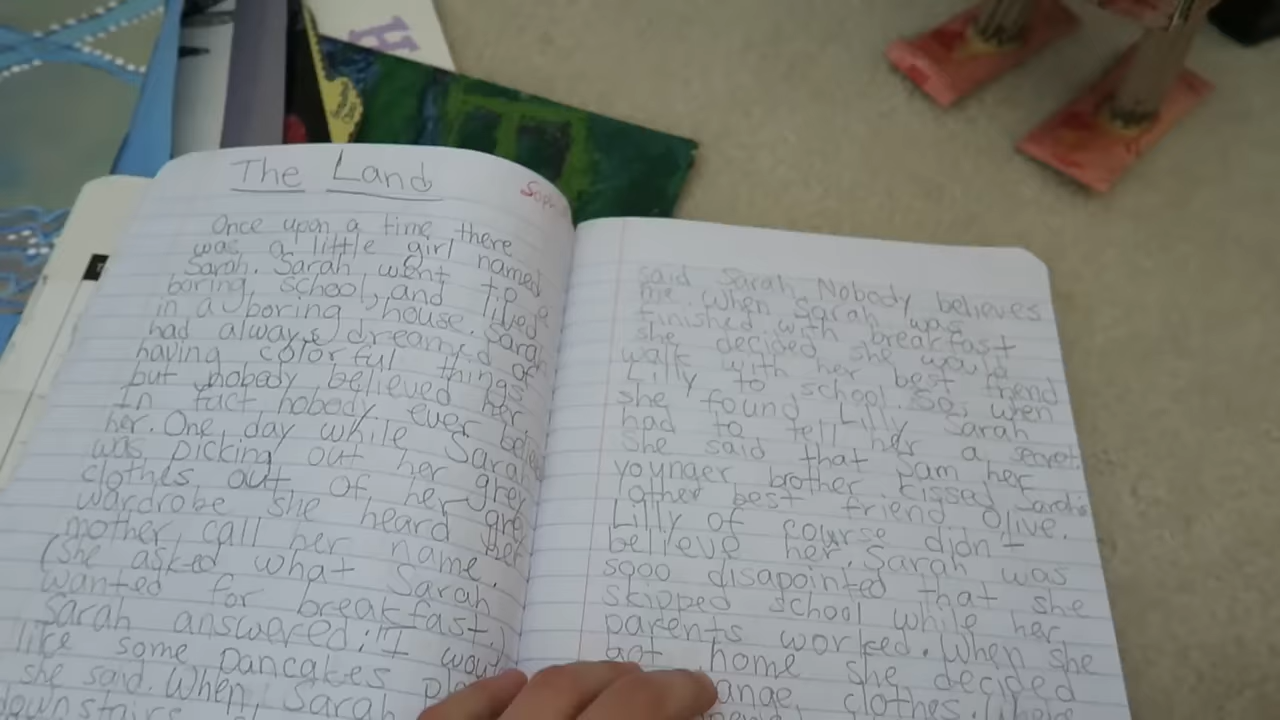 The Land
Once upon a time there
was a little girl named
Sarah. Sarah went to
boring, school, and lived
in a boring house. Sarah
had always dreamed of
having colorful things
but nobody believed her.
In fact nobody ever
her. One day while Sarah
was picking out her grey
clothes out of her grey
wardrobe she heard her
mother call her name.
(She asked what Sarah
wanted for breakfast.)
Sarah answered: "I
like some pancakes
she said. When, Sarah
downstairs
said Sarah. Nobody believes
me. When Sarah was
finished with breakfast
she decided she would
walk with her best friend
Lilly to school. So, when
she found Lilly Sarah
had to tell her a secret.
She said that Sam her
younger brother kissed Sarah's
other best friend Olive.
Lilly of course didn't
believe her. Sarah was
sooo disapointed that she
skipped school while her
parents worked. When she
got home she decided
clothes.
H